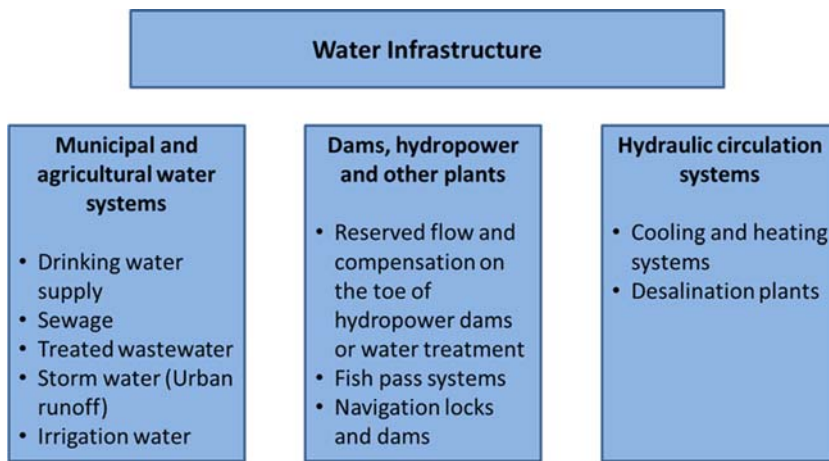 Water Infrastructure
Municipal and
agricultural water
systems
• Drinking water
supply
• Sewage
• Treated wastewater
• Storm water (Urban
runoff)
• Irrigation water
Dams, hydropower
and other plants
• Reserved flow and
compensation on
the toe of
hydropower dams
or water treatment
• Fish pass systems
• Navigation locks
and dams
Hydraulic circulation
systems
• Cooling and heating
systems
• Desalination plants